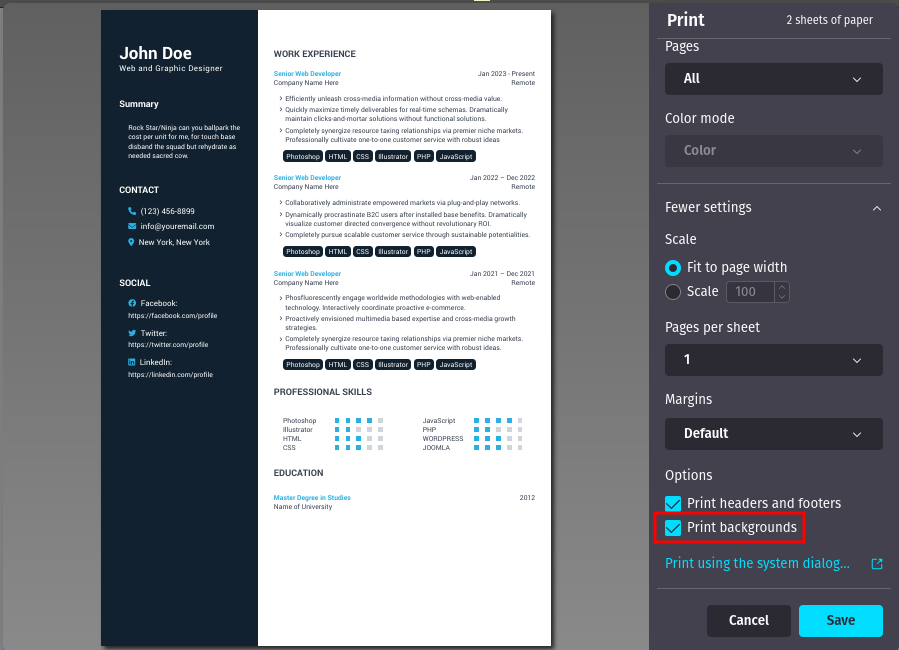 John Doe
Web and Graphic Designer
Summary
Rock Star/Ninja can you ballpark the
cost per unit for me, for touch base
disband the squad but rehydrate as
needed sacred cow.
CONTACT
(123) 456-8899
info@youremail.com
New York, New York
SOCIAL
Facebook:
https://facebook.com/profile
Twitter:
https://twitter.com/profile
LinkedIn:
https://linkedin.com/profile
WORK EXPERIENCE
Senior Web Developer Jan 2023 - Present
Company Name Here Remote
Efficiently unleash cross-media information without cross-media value.
Quickly maximize timely deliverables for real-time schemas. Dramatically
maintain clicks-and-mortar solutions without functional solutions.
Completely synergize resource taxing relationships via premier niche markets.
Professionally cultivate one-to-one customer service with robust ideas
Photoshop HTML CSS Illustrator PHP JavaScript
Senior Web Developer Jan 2022 – Dec 2022
Company Name Here Remote
Collaboratively administrate empowered markets via plug-and-play networks.
Dynamically procrastinate B2C users after installed base benefits. Dramatically
visualize customer directed convergence without revolutionary ROI.
Completely pursue scalable customer service through sustainable potentialities.
Photoshop HTML CSS Illustrator PHP JavaScript
Senior Web Developer Jan 2021 – Dec 2021
Company Name Here Remote
Phosfluorescently engage worldwide methodologies with web-enabled
technology. Interactively coordinate proactive e-commerce.
Proactively envisioned multimedia based expertise and cross-media growth
strategies.
Completely synergize resource taxing relationships via premier niche markets.
Professionally cultivate one-to-one customer service with robust ideas.
Photoshop HTML CSS Illustrator PHP JavaScript
PROFESSIONAL SKILLS
Photoshop JavaScript
Illustrator PHP
HTML WORDPRESS
CSS JOOMLA
EDUCATION
Master Degree in Studies 2012
Name of University
Print 2 sheets of paper
Pages
All
Color mode
Color
Fewer settings
Scale
Fit to page width
Scale 100
Pages per sheet
1
Margins
Default
Options
Print headers and footers
Print backgrounds
Print using the system dialog...
Cancel Save